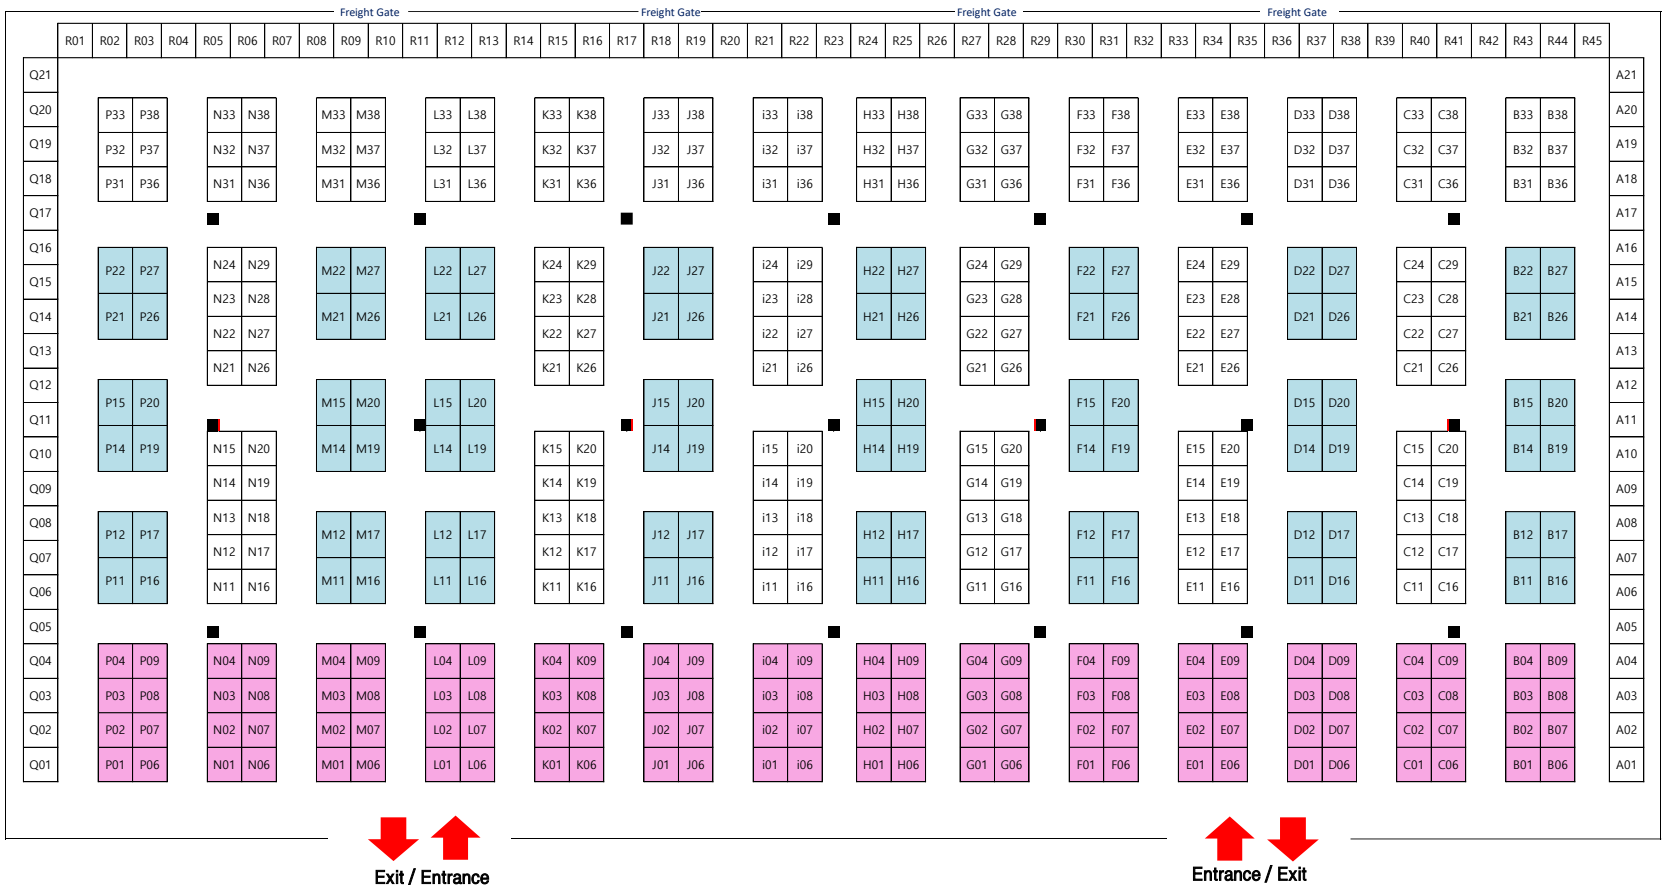 Freight Gate Freight Gate Freight Gate Freight Gate
R01 R02 R03 R04 R05 R06 R07 R08 R09 R10 R11 R12 R13 R14 R15 R16 R17 R18 R19 R20 R21 R22 R23 R24 R25 R26 R27 R28 R29 R30 R31 R32 R33 R34 R35 R36 R37 R38 R39 R40 R41 R42 R43 R44 R45
Q21 A21
Q20 P33 P38 N33 N38 M33 M38 L33 L38 K33 K38 J33 J38 i33 i38 H33 H38 G33 G38 F33 F38 E33 E38 D33 D38 C33 C38 B33 B38 A20
Q19 P32 P37 N32 N37 M32 M37 L32 L37 K32 K37 J32 J37 i32 i37 H32 H37 G32 G37 F32 F37 E32 E37 D32 D37 C32 C37 B32 B37 A19
Q18 P31 P36 N31 N36 M31 M36 L31 L36 K31 K36 J31 J36 i31 i36 H31 H36 G31 G36 F31 F36 E31 E36 D31 D36 C31 C36 B31 B36 A18
Q17 A17
Q16 N24 N29 K24 K29 i24 i29 G24 G29 E24 E29 C24 C29 A16
P22 P27 M22 M27 L22 L27 J22 J27 H22 H27 F22 F27 D22 D27 B22 B27
Q15 N23 N28 K23 K28 i23 i28 G23 G28 E23 E28 C23 C28 A15
Q14 P21 P26 M21 M26 L21 L26 J21 J26 H21 H26 F21 F26 D21 D26 B21 B26 A14
N22 N27 K22 K27 i22 i27 G22 G27 E22 E27 C22 C27
Q13 N21 N26 K21 K26 i21 i26 G21 G26 E21 E26 C21 C26 A13
Q12 P15 P20 M15 M20 L15 L20 J15 J20 H15 H20 F15 F20 D15 D20 B15 B20 A12
Q11 A11
Q10 P14 P19 N15 N20 M14 M19 L14 L19 K15 K20 J14 J19 i15 i20 H14 H19 G15 G20 F14 F19 E15 E20 D14 D19 C15 C20 B14 B19 A10
Q09 N14 N19 K14 K19 i14 i19 G14 G19 E14 E19 C14 C19 A09
Q08 N13 N18 K13 K18 i13 i18 G13 G18 E13 E18 C13 C18 A08
P12 P17 M12 M17 L12 L17 J12 J17 H12 H17 F12 F17 D12 D17 B12 B17
Q07 N12 N17 K12 K17 i12 i17 G12 G17 E12 E17 C12 C17 A07
Q06 P11 P16 N11 N16 M11 M16 L11 L16 K11 K16 J11 J16 i11 i16 H11 H16 G11 G16 F11 F16 E11 E16 D11 D16 C11 C16 B11 B16 A06
Q05 A05
Q04 P04 P09 N04 N09 M04 M09 L04 L09 K04 K09 J04 J09 i04 i09 H04 H09 G04 G09 F04 F09 E04 E09 D04 D09 C04 C09 B04 B09 A04
Q03 P03 P08 N03 N08 M03 M08 L03 L08 K03 K08 J03 J08 i03 i08 H03 H08 G03 G08 F03 F08 E03 E08 D03 D08 C03 C08 B03 B08 A03
Q02 P02 P07 N02 N07 M02 M07 L02 L07 K02 K07 J02 J07 i02 i07 H02 H07 G02 G07 F02 F07 E02 E07 D02 D07 C02 C07 B02 B07 A02
Q01 P01 P06 N01 N06 M01 M06 L01 L06 K01 K06 J01 J06 i01 i06 H01 H06 G01 G06 F01 F06 E01 E06 D01 D06 C01 C06 B01 B06 A01
Exit / Entrance Entrance / Exit